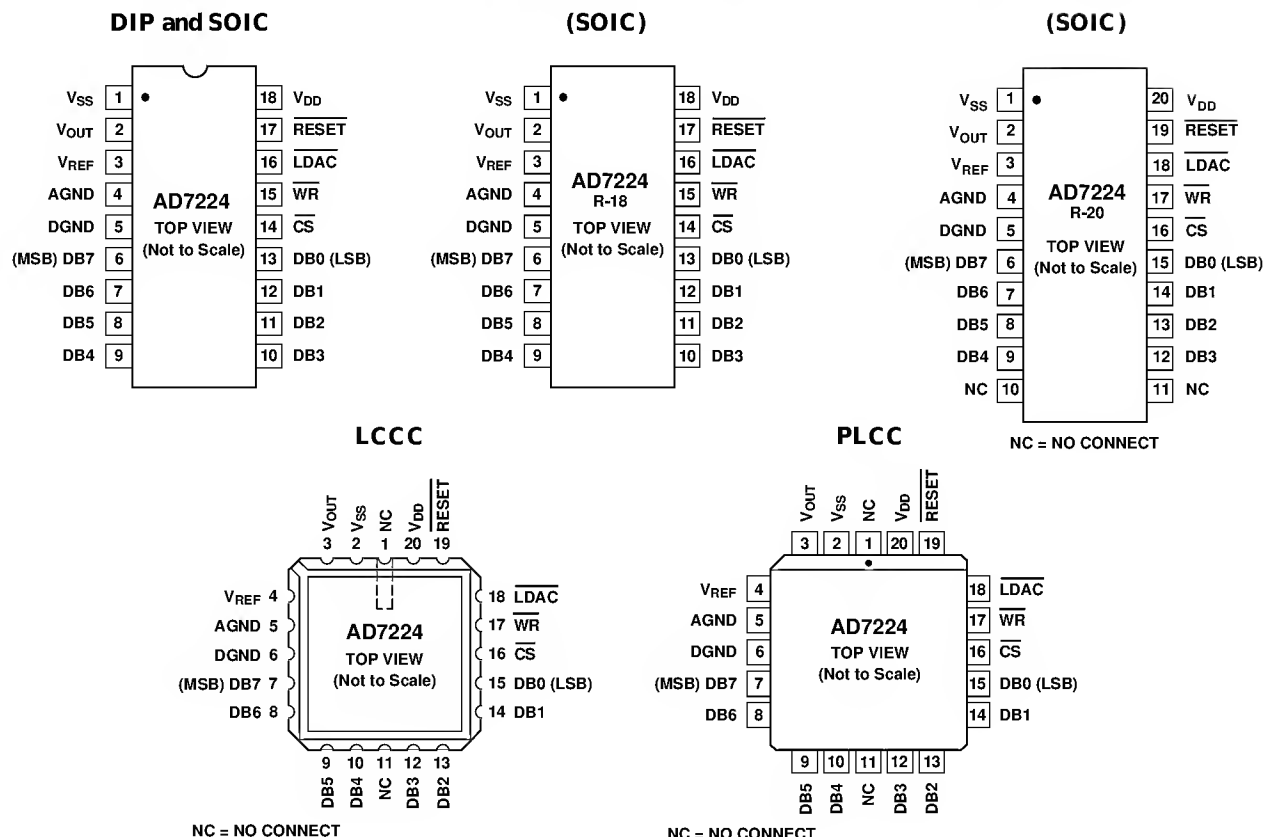 DIP and SOIC
VSS 1
VOUT 2
VREF 3
AGND 4
DGND 5
(MSB) DB7 6
DB6 7
DB5 8
DB4 9
AD7224
TOP VIEW
(Not to Scale)
18 VDD
17 RESET
16 LDAC
15 WR
14 CS
13 DB0 (LSB)
12 DB1
11 DB2
10 DB3
(SOIC)
VSS 1
VOUT 2
VREF 3
AGND 4
DGND 5
(MSB) DB7 6
DB6 7
DB5 8
DB4 9
AD7224
R-18
TOP VIEW
(Not to Scale)
18 VDD
17 RESET
16 LDAC
15 WR
14 CS
13 DB0 (LSB)
12 DB1
11 DB2
10 DB3
(SOIC)
VSS 1
VOUT 2
VREF 3
AGND 4
DGND 5
(MSB) DB7 6
DB6 7
DB5 8
DB4 9
NC 10
AD7224
R-20
TOP VIEW
(Not to Scale)
20 VDD
19 RESET
18 LDAC
17 WR
16 CS
15 DB0 (LSB)
14 DB1
13 DB2
12 DB3
11 NC
NC = NO CONNECT
LCCC
VOUT VSS NC VDD RESET
3 2 1 20 19
VREF 4
AGND 5
DGND 6
(MSB) DB7 7
DB6 8
AD7224
TOP VIEW
(Not to Scale)
18 LDAC
17 WR
16 CS
15 DB0 (LSB)
14 DB1
9 10 11 12 13
DB5 DB4 NC DB3 DB2
NC = NO CONNECT
PLCC
VOUT VSS NC VDD RESET
3 2 1 20 19
VREF 4
AGND 5
DGND 6
(MSB) DB7 7
DB6 8
AD7224
TOP VIEW
(Not to Scale)
18 LDAC
17 WR
16 CS
15 DB0 (LSB)
14 DB1
9 10 11 12 13
DB5 DB4 NC DB3 DB2
NC = NO CONNECT